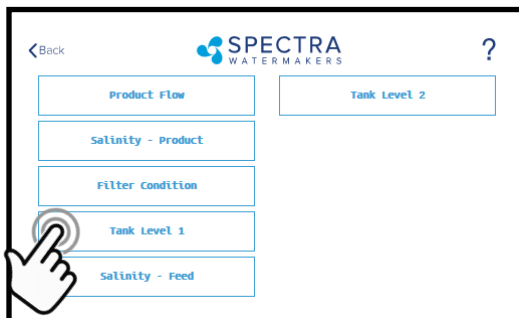 Back
SPECTRA
WATERMAKERS
?
Product Flow
Tank Level 2
Salinity - Product
Filter Condition
Tank Level 1
Salinity - Feed